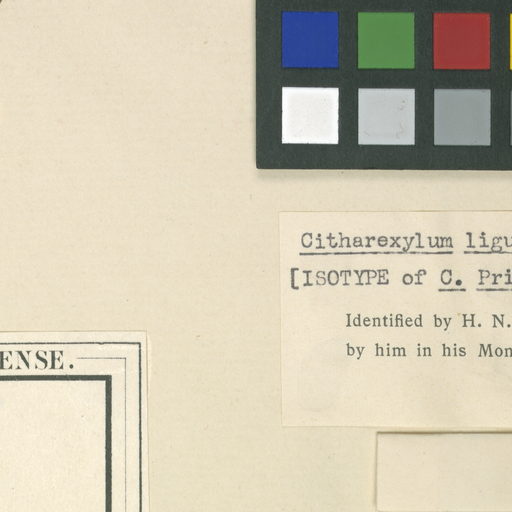 Citharexylum ligu
[ISOTYPE of C. Pri
Identified by H. N.
by him in his Mon
ENSE.